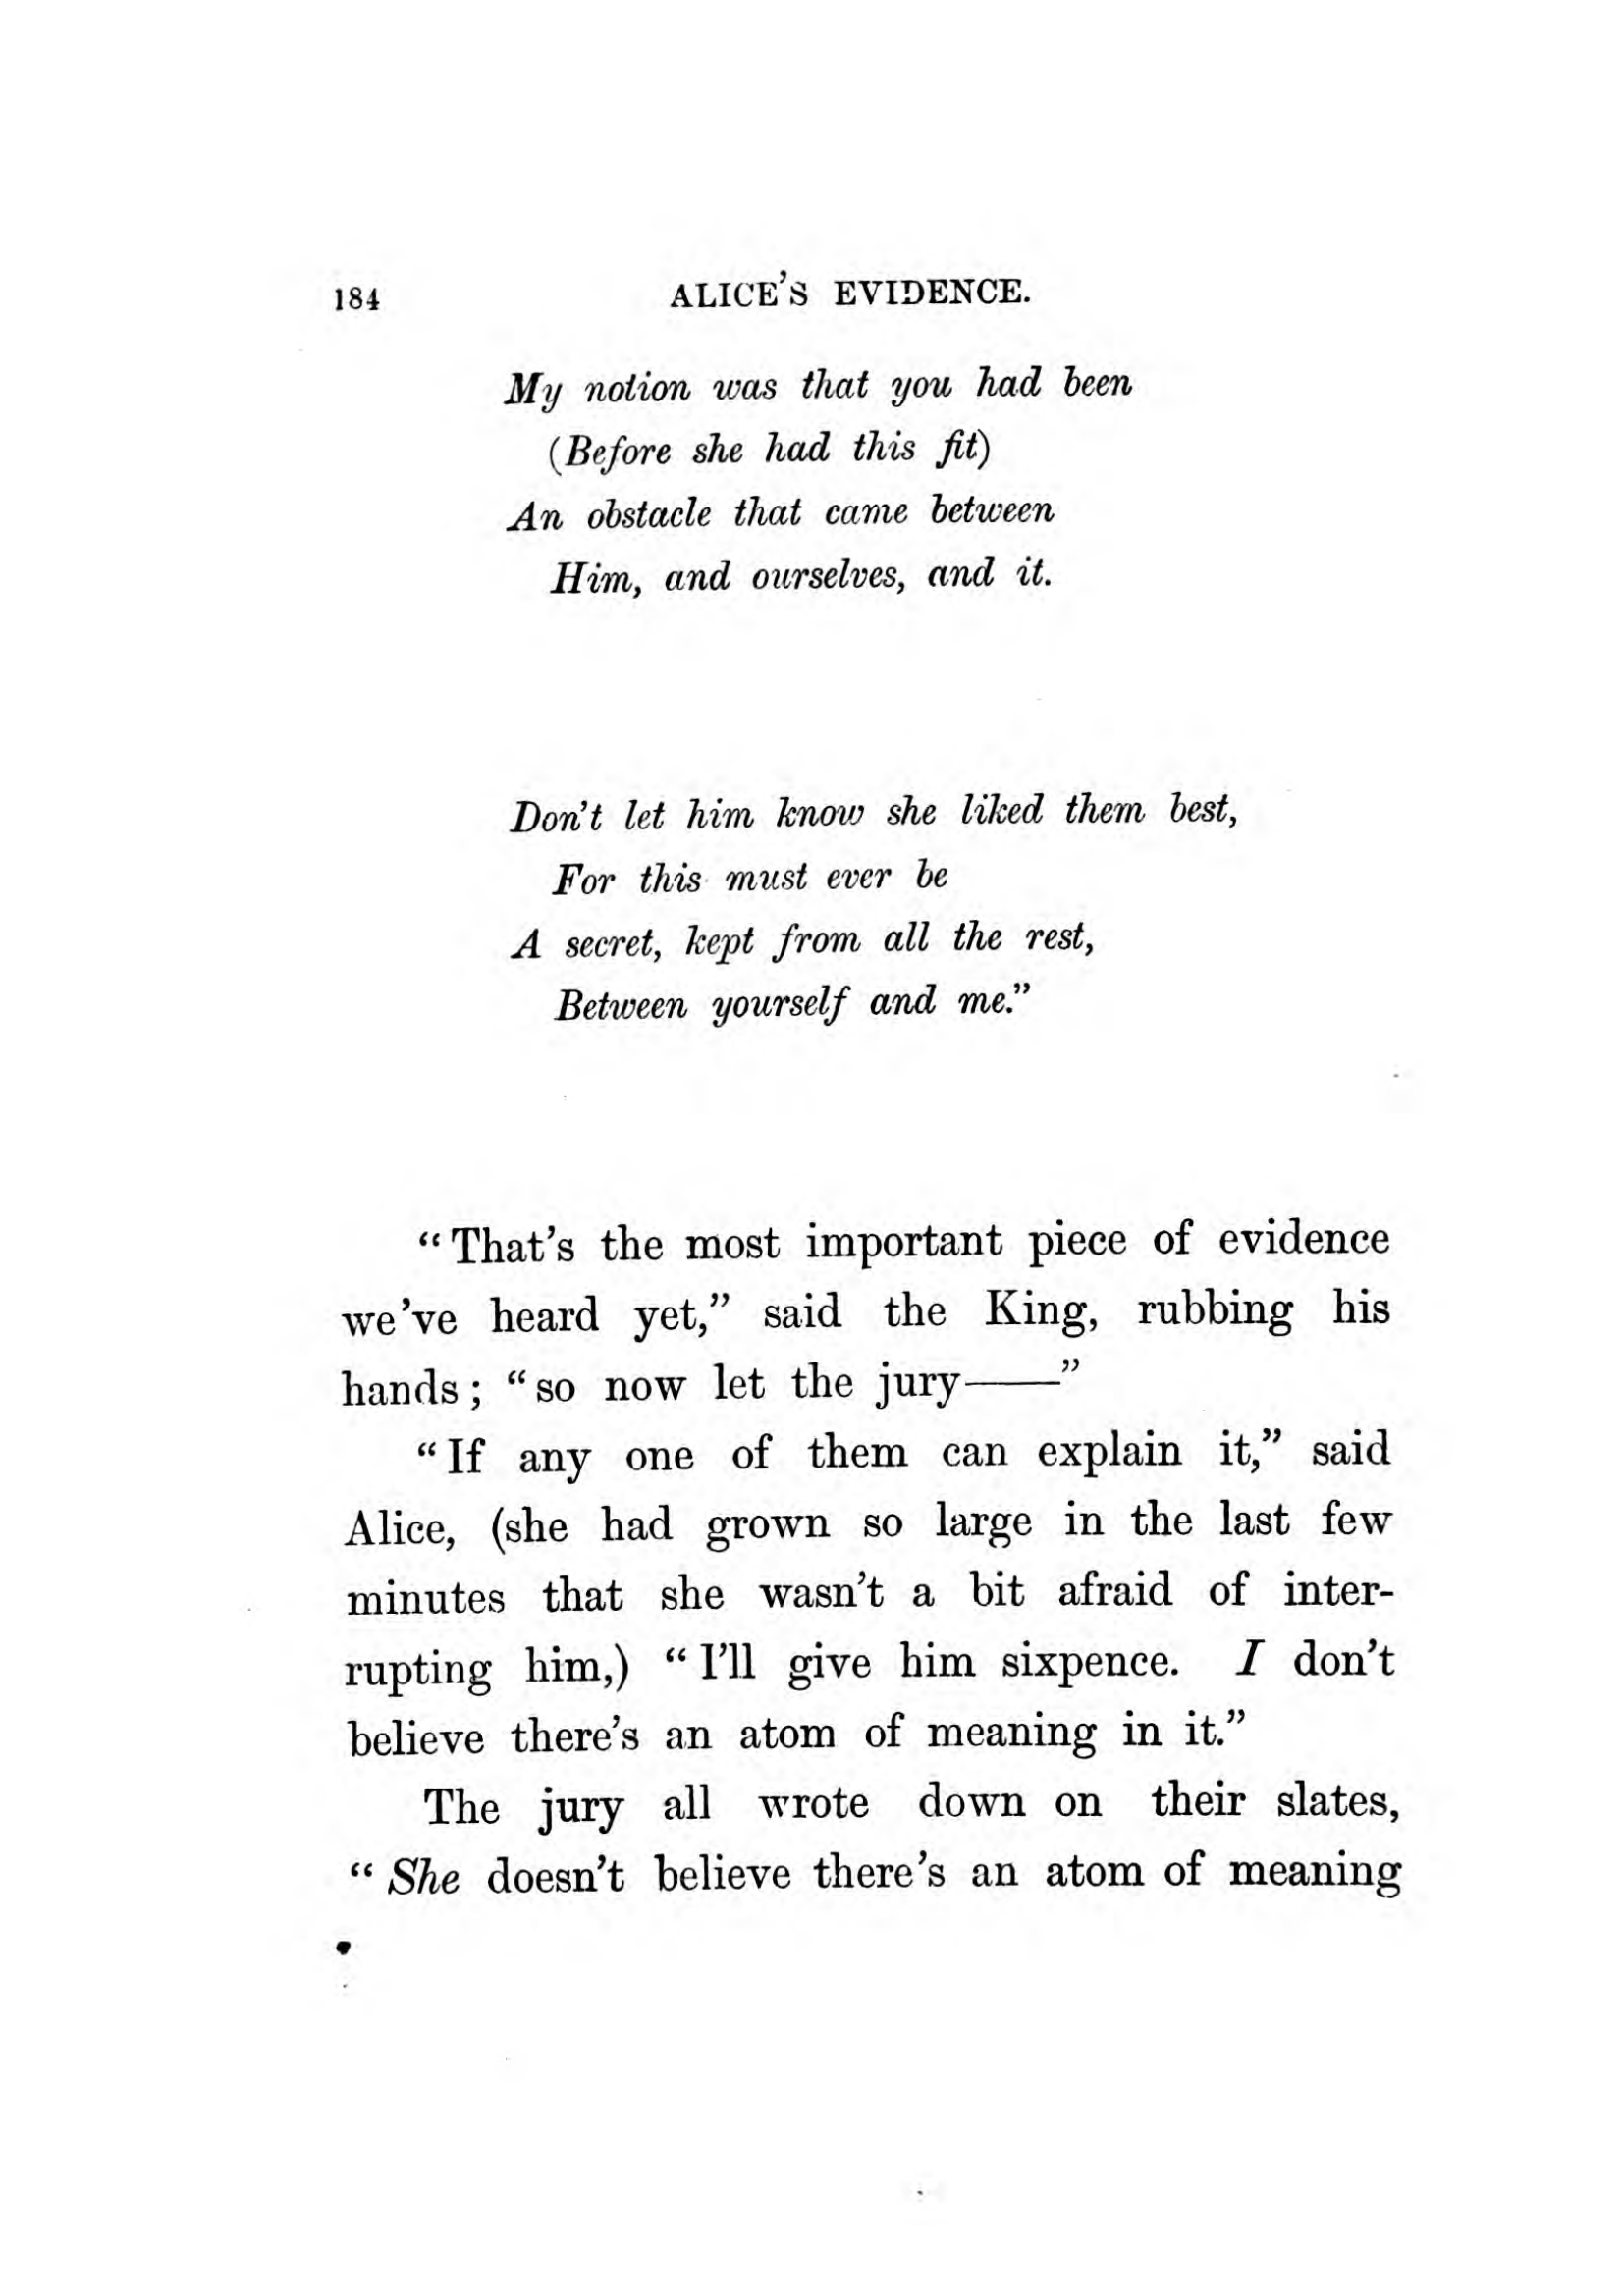 184 ALICE'S EVIDENCE.
My notion was that you had been
(Before she had this fit)
An obstacle that came between
Him, and ourselves, and it.
Don't let him know she liked them best,
For this must ever be
A secret, kept from all the rest,
Between yourself and me."
"That's the most important piece of evidence
we've heard yet," said the King, rubbing his
hands; "so now let the jury——"
"If any one of them can explain it," said
Alice, (she had grown so large in the last few
minutes that she wasn't a bit afraid of inter-
rupting him,) "I'll give him sixpence. I don't
believe there's an atom of meaning in it."
The jury all wrote down on their slates,
"She doesn't believe there's an atom of meaning